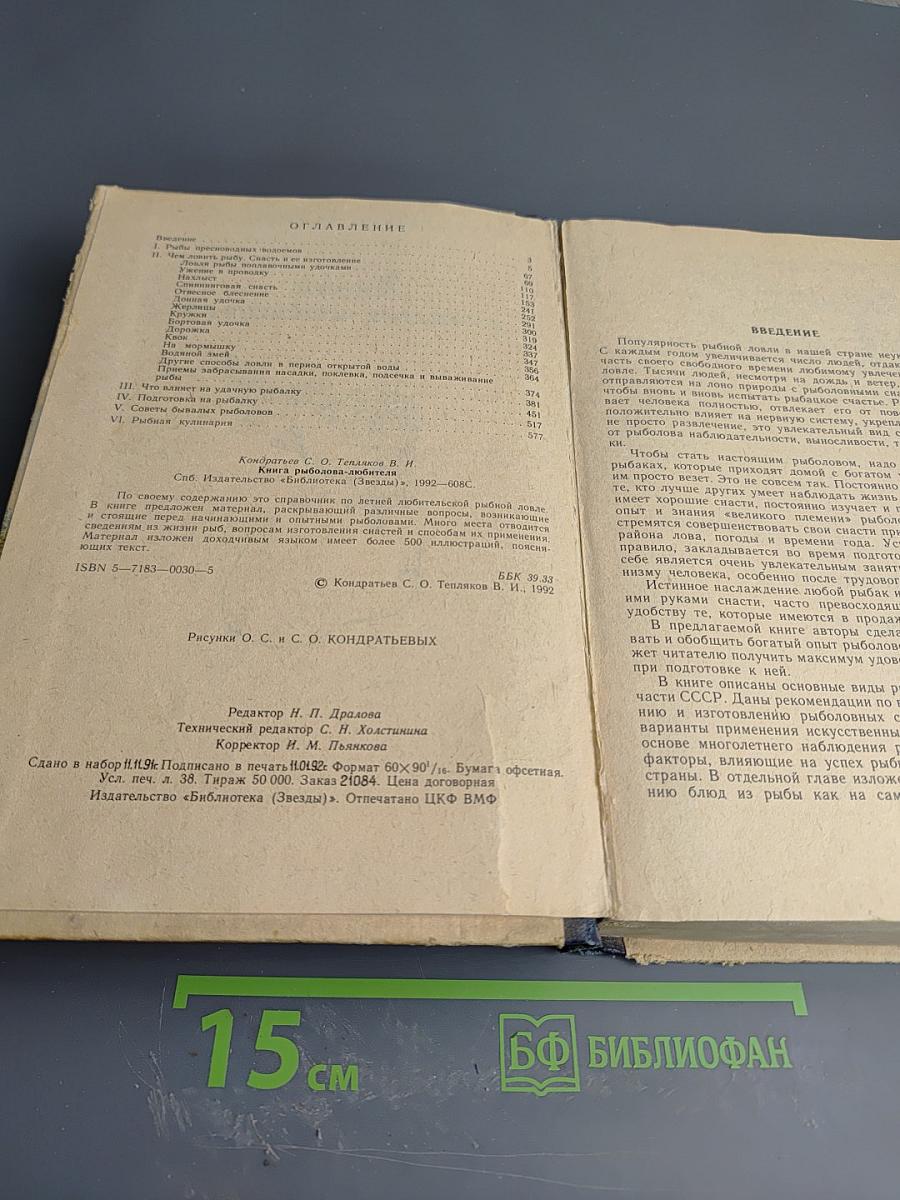 ОГЛАВЛЕНИЕ
Введение 3
I. Рыбы пресноводных водоемов 5
II. Чем ловить рыбу. Снасть и ее изготовление 67
Ловля рыбы поплавочными удочками 69
Ужение в проводку 110
Нахлыст 117
Спиннинговая снасть 153
Отвесное блеснение 241
Донная удочка 252
Жерлицы 291
Кружки 300
Бортовая удочка 319
Дорожка 324
Квок 337
На мормышку 347
Водяной змей 356
Другие способы ловли в период открытой воды 364
Приемы забрасывания насадки, поклевка, подсечка и вываживание
рыбы 374
III. Что влияет на удачную рыбалку 381
IV. Подготовка на рыбалку 451
V. Советы бывалых рыболовов 517
VI. Рыбная кулинария 577
Кондратьев С. О. Тепляков В. И.
Книга рыболова-любителя
Спб. Издательство «Библиотека (Звезды)», 1992—608С.
По своему содержанию это справочник по летней любительской рыбной ловле.
В книге предложен материал, раскрывающий различные вопросы, возникающие
и стоящие перед начинающими и опытными рыболовами. Много места отводится
сведениям из жизни рыб, вопросам изготовления снастей и способам их применения.
Материал изложен доходчивым языком имеет более 500 иллюстраций, поясня-
ющих текст.
ISBN 5—7183—0030—5
ББК 39.33
© Кондратьев С. О. Тепляков В. И., 1992
Рисунки О. С. и С. О. КОНДРАТЬЕВЫХ
Редактор Н. П. Дралова
Технический редактор С. Н. Холстинина
Корректор И. М. Пьянкова
Сдано в набор 11.11.91г. Подписано в печать 11.01.92г. Формат 60×90¹/₁₆. Бумага офсетная.
Усл. печ. л. 38. Тираж 50 000. Заказ 21084. Цена договорная
Издательство «Библиотека (Звезды)». Отпечатано ЦКФ ВМФ
ВВЕДЕНИЕ
Популярность рыбной ловли в нашей стране неук
С каждым годом увеличивается число людей, отдаю
часть своего свободного времени любимому увлечен
ловле. Тысячи людей, несмотря на дождь и ветер,
отправляются на лоно природы с рыболовными сна
чтобы вновь и вновь испытать рыбацкое счастье. Р
вает человека полностью, отвлекает его от пов
положительно влияет на нервную систему, укрепл
не просто развлечение, это увлекательный вид с
от рыболова наблюдательности, выносливости, т
ки.
Чтобы стать настоящим рыболовом, надо
рыбаках, которые приходят домой с богатом
им просто везет. Это не совсем так. Постоянно
те, кто лучше других умеет наблюдать жизнь
имеет хорошие снасти, постоянно изучает и п
опыт и знания «великого племени» рыболо
стремятся совершенствовать свои снасти при
района лова, погоды и времени года. Усп
правило, закладывается во время подгото
себе является очень увлекательным занят
низму человека, особенно после трудовог
Истинное наслаждение любой рыбак и
ими руками снасти, часто превосходящ
удобству те, которые имеются в продаж
В предлагаемой книге авторы сдела
вать и обобщить богатый опыт рыболово
жет читателю получить максимум удово
при подготовке к ней.
В книге описаны основные виды ры
части СССР. Даны рекомендации по в
нию и изготовлению рыболовных с
варианты применения искусственны
основе многолетнего наблюдения р
факторы, влияющие на успех рыб
страны. В отдельной главе изложе
нию блюд из рыбы как на сам
15 см
БФ БИБЛИОФАН